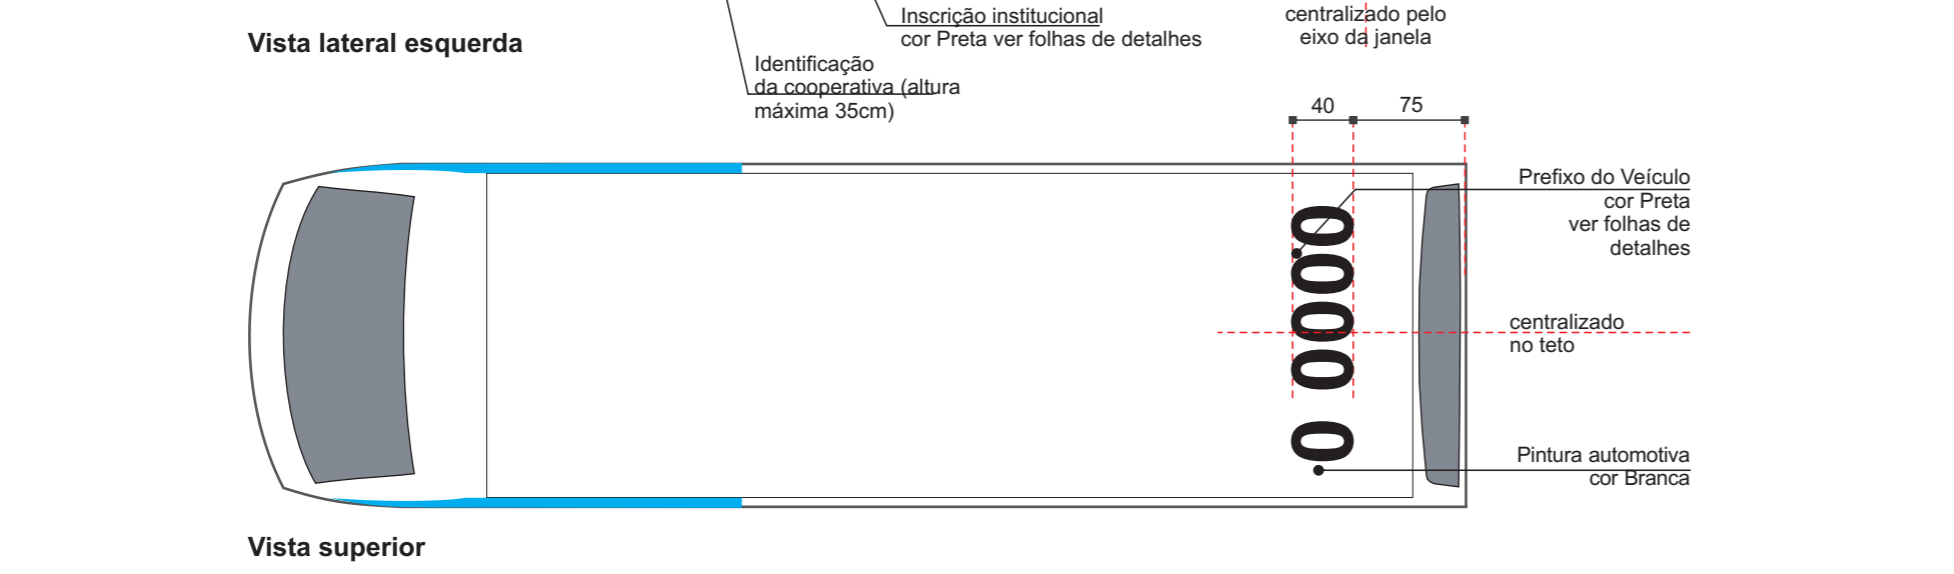 Inscrição institucional
cor Preta ver folhas de detalhes
centralizado pelo
eixo da janela
Vista lateral esquerda
Identificação
da cooperativa (altura
máxima 35cm)
40
75
Prefixo do Veículo
cor Preta
ver folhas de
detalhes
0 0000
centralizado
no teto
Pintura automotiva
cor Branca
Vista superior